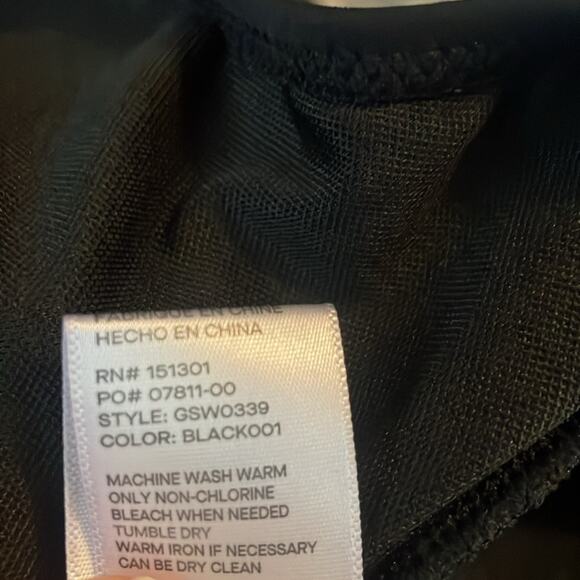 FABRIQUE EN CHINE
HECHO EN CHINA
RN# 151301
PO# 07811-00
STYLE: GSW0339
COLOR: BLACK001
MACHINE WASH WARM
ONLY NON-CHLORINE
BLEACH WHEN NEEDED
TUMBLE DRY
WARM IRON IF NECESSARY
CAN BE DRY CLEAN